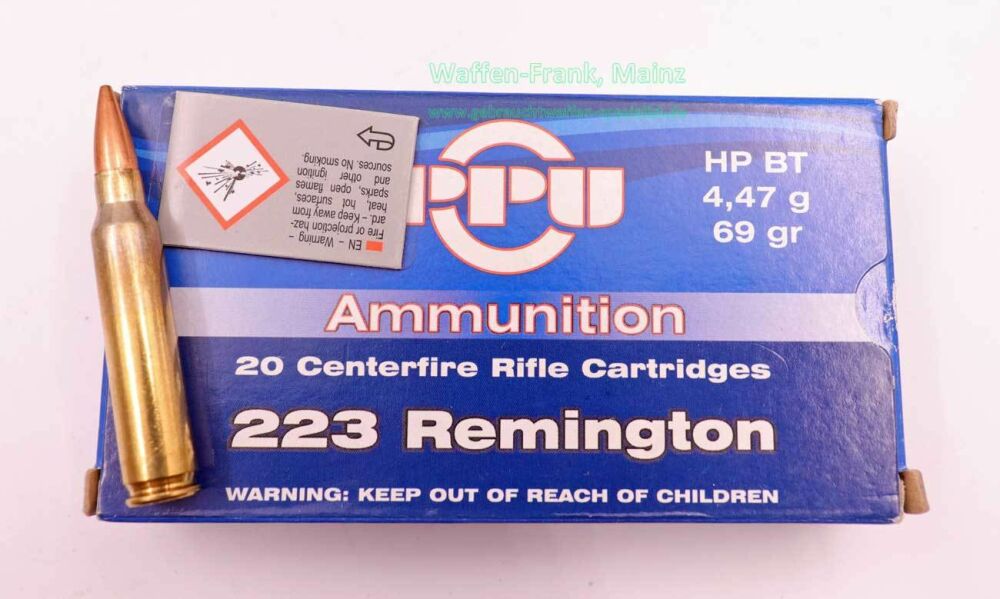 Waffen-Frank, Mainz
PPU
HP BT
4,47 g
69 gr
EN – Warning –
Fire or projection haz-
ard – Keep away from
heat, hot surfaces,
sparks, open flames
and other ignition
sources. No smoking.
Ammunition
20 Centerfire Rifle Cartridges
223 Remington
WARNING: KEEP OUT OF REACH OF CHILDREN